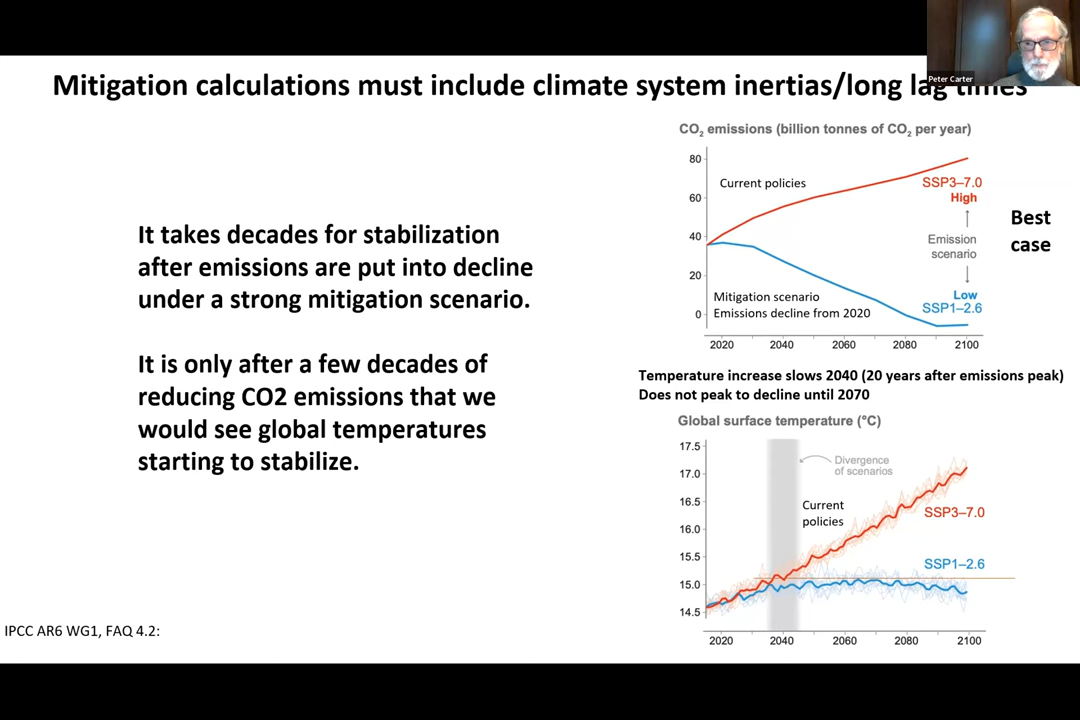 Peter Carter
Mitigation calculations must include climate system inertias/long lag times
It takes decades for stabilization
after emissions are put into decline
under a strong mitigation scenario.
It is only after a few decades of
reducing CO2 emissions that we
would see global temperatures
starting to stabilize.
IPCC AR6 WG1, FAQ 4.2:
CO₂ emissions (billion tonnes of CO₂ per year)
80
60
40
20
0
Current policies
SSP3–7.0
High
Emission
scenario
Low
SSP1–2.6
Best
case
Mitigation scenario
Emissions decline from 2020
2020 2040 2060 2080 2100
Temperature increase slows 2040 (20 years after emissions peak)
Does not peak to decline until 2070
Global surface temperature (°C)
17.5
17.0
16.5
16.0
15.5
15.0
14.5
Divergence
of scenarios
Current
policies
SSP3–7.0
SSP1–2.6
2020 2040 2060 2080 2100